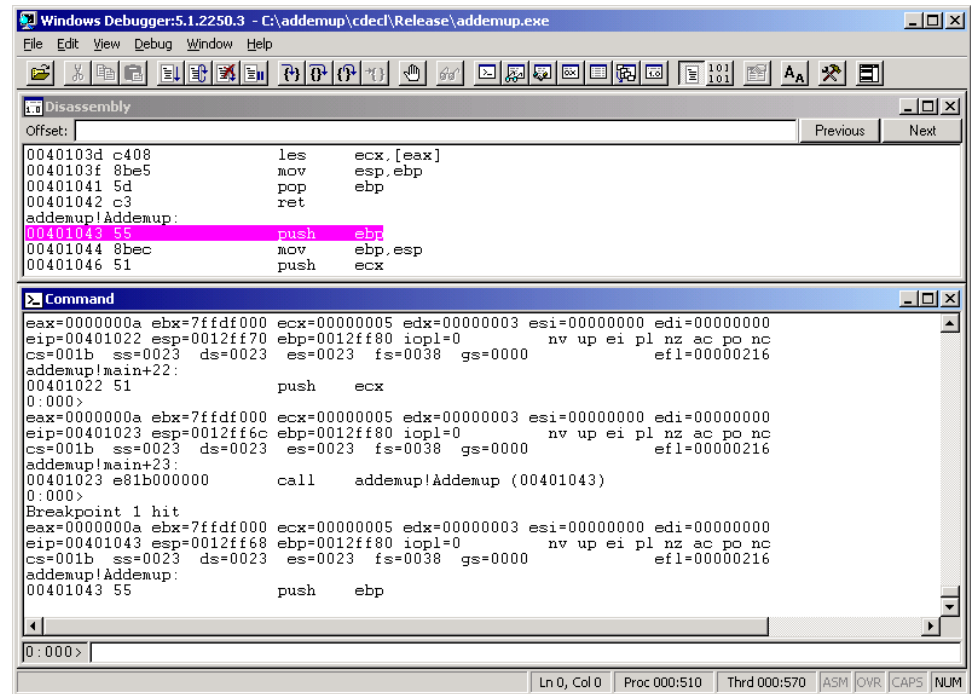 Windows Debugger:5.1.2250.3 - C:\addemup\cdecl\Release\addemup.exe
File Edit View Debug Window Help
Disassembly
Offset:
Previous Next
0040103d c408 les ecx,[eax]
0040103f 8be5 mov esp,ebp
00401041 5d pop ebp
00401042 c3 ret
addemup!Addemup:
00401043 55 push ebp
00401044 8bec mov ebp,esp
00401046 51 push ecx
Command
eax=0000000a ebx=7ffdf000 ecx=00000005 edx=00000003 esi=00000000 edi=00000000
eip=00401022 esp=0012ff70 ebp=0012ff80 iopl=0 nv up ei pl nz ac po nc
cs=001b ss=0023 ds=0023 es=0023 fs=0038 gs=0000 efl=00000216
addemup!main+22:
00401022 51 push ecx
0:000>
eax=0000000a ebx=7ffdf000 ecx=00000005 edx=00000003 esi=00000000 edi=00000000
eip=00401023 esp=0012ff6c ebp=0012ff80 iopl=0 nv up ei pl nz ac po nc
cs=001b ss=0023 ds=0023 es=0023 fs=0038 gs=0000 efl=00000216
addemup!main+23:
00401023 e81b000000 call addemup!Addemup (00401043)
0:000>
Breakpoint 1 hit
eax=0000000a ebx=7ffdf000 ecx=00000005 edx=00000003 esi=00000000 edi=00000000
eip=00401043 esp=0012ff68 ebp=0012ff80 iopl=0 nv up ei pl nz ac po nc
cs=001b ss=0023 ds=0023 es=0023 fs=0038 gs=0000 efl=00000216
addemup!Addemup:
00401043 55 push ebp
0:000>
Ln 0, Col 0 Proc 000:510 Thrd 000:570 ASM OVR CAPS NUM